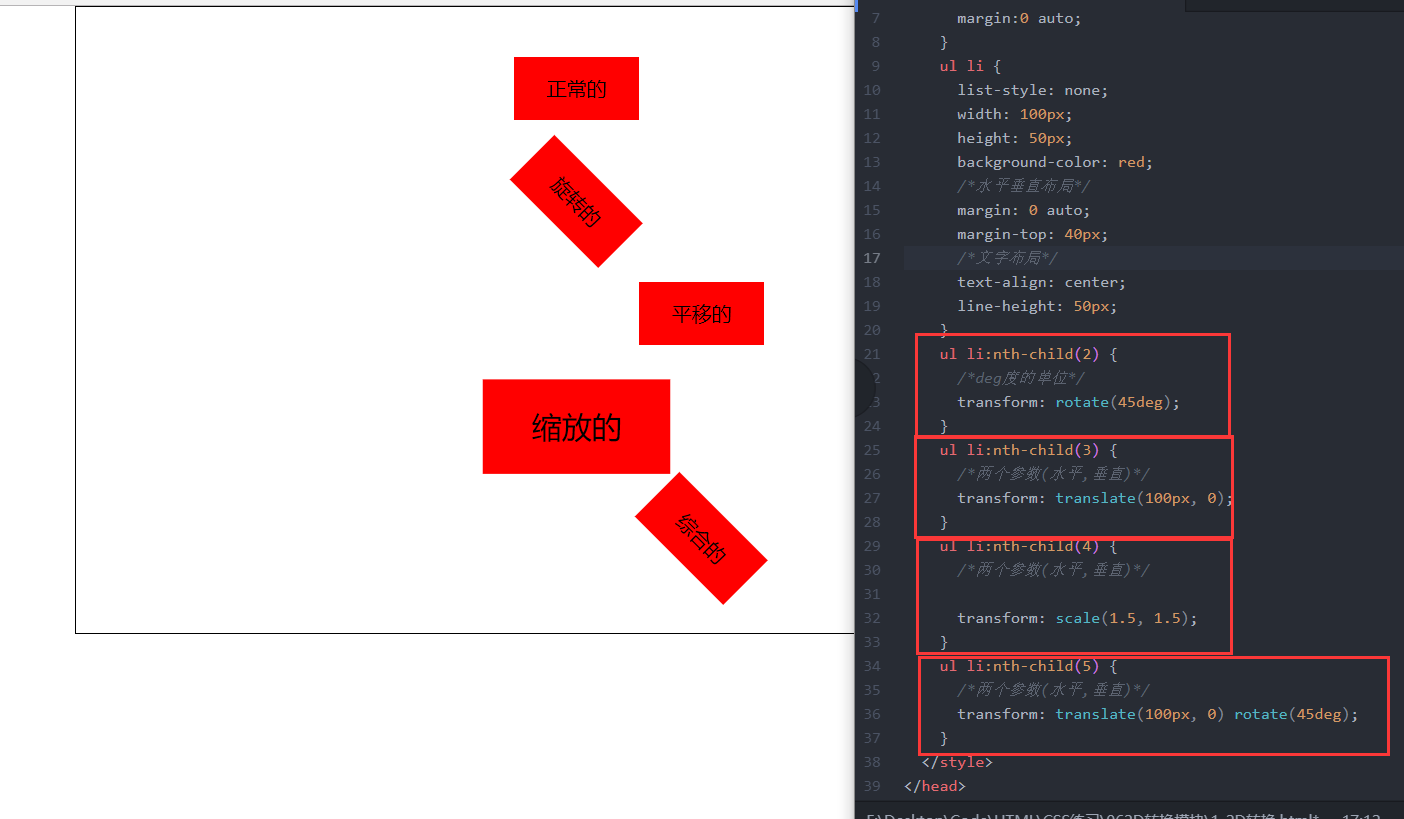 正常的
旋转的
平移的
缩放的
综合的
7 margin:0 auto;
8 }
9 ul li {
10 list-style: none;
11 width: 100px;
12 height: 50px;
13 background-color: red;
14 /*水平垂直布局*/
15 margin: 0 auto;
16 margin-top: 40px;
17 /*文字布局*/
18 text-align: center;
19 line-height: 50px;
20 }
21 ul li:nth-child(2) {
2 /*deg度的单位*/
3 transform: rotate(45deg);
24 }
25 ul li:nth-child(3) {
26 /*两个参数(水平,垂直)*/
27 transform: translate(100px, 0);
28 }
29 ul li:nth-child(4) {
30 /*两个参数(水平,垂直)*/
31
32 transform: scale(1.5, 1.5);
33 }
34 ul li:nth-child(5) {
35 /*两个参数(水平,垂直)*/
36 transform: translate(100px, 0) rotate(45deg);
37 }
38 </style>
39 </head>